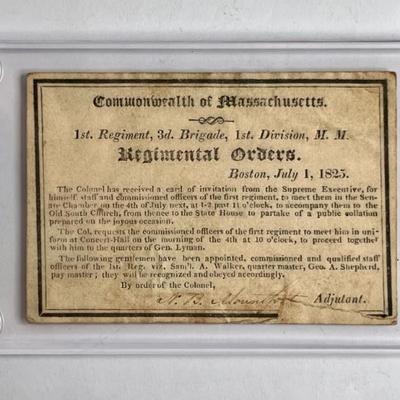 Commonwealth of Massachusetts.
1st. Regiment, 3d. Brigade, 1st. Division, M. M.
Regimental Orders.
Boston, July 1, 1825.
The Colonel has received a card of invitation from the Supreme Executive, for
himself staff and commissioned officers of the first regiment, to meet them in the Sen-
ate Chamber on the 4th of July next, at 1-2 past 11 o'clock, to accompany them to the
Old South Church, from thence to the State House to partake of a public collation
prepared on the joyous occasion.
The Col. requests the commissioned officers of the first regiment to meet him in uni-
form at Concert-Hall on the morning of the 4th at 10 o'clock, to proceed together
with him to the quarters of Gen. Lyman.
The following gentlemen have been appointed, commissioned and qualified staff
officers of the 1st. Reg. viz. Sam'l. A. Walker, quarter master, Geo. A. Shepherd,
pay master; they will be recognized and obeyed accordingly.
By order of the Colonel,
N. B. Mountfort Adjutant.